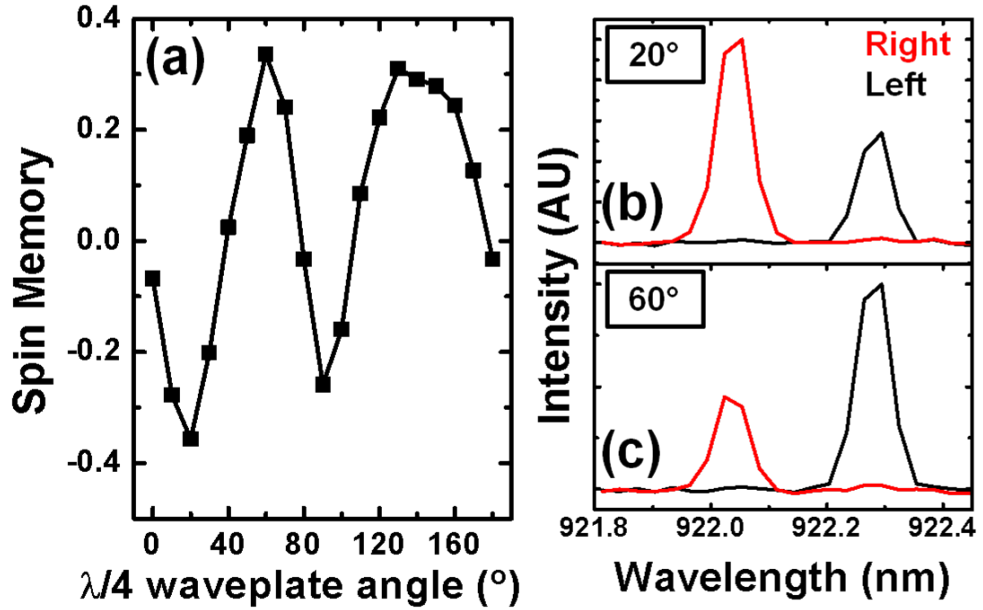 0.4
0.2
0.0
-0.2
-0.4
Spin Memory
(a)
0 40 80 120 160
λ/4 waveplate angle (°)
20°
Right
Left
(b)
60°
(c)
Intensity (AU)
921.8 922.0 922.2 922.4
Wavelength (nm)